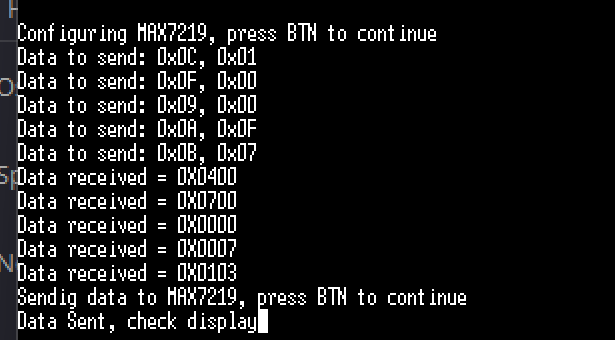 Configuring MAX7219, press BTN to continue
Data to send: 0x0C, 0x01
Data to send: 0x0F, 0x00
Data to send: 0x09, 0x00
Data to send: 0x0A, 0x0F
Data to send: 0x0B, 0x07
Data received = 0X0400
Data received = 0X0700
Data received = 0X0000
Data received = 0X0007
Data received = 0X0103
Sendig data to MAX7219, press BTN to continue
Data Sent, check display